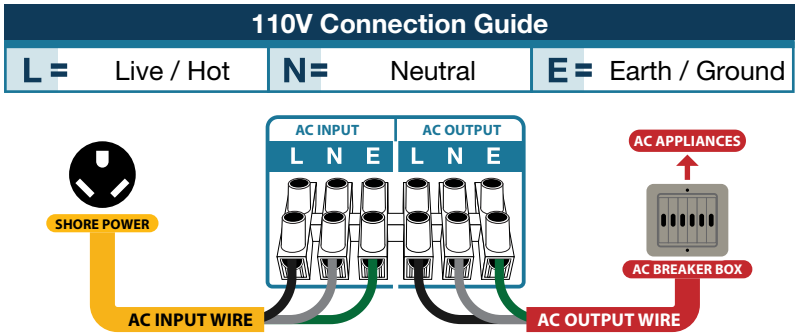 110V Connection Guide
L = Live / Hot N = Neutral E = Earth / Ground
AC INPUT AC OUTPUT
L N E L N E
AC APPLIANCES
SHORE POWER
AC BREAKER BOX
AC INPUT WIRE AC OUTPUT WIRE